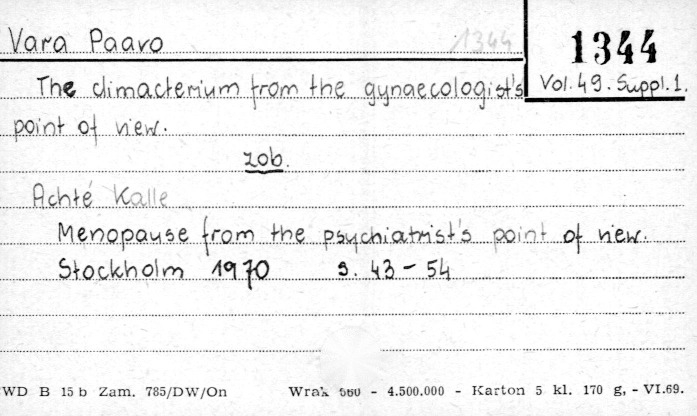 Vara Paavo
1344
1344
The climacterium from the gynaecologist's
Vol. 49. Suppl. 1.
point of view.
zob.
Achté Kalle
Menopause from the psychiatrist's point of view.
Stockholm 1970 s. 43 - 54
WD B 15 b Zam. 785/DW/On Wrak - 4.500.000 - Karton 5 kl. 170 g, - VI.69.